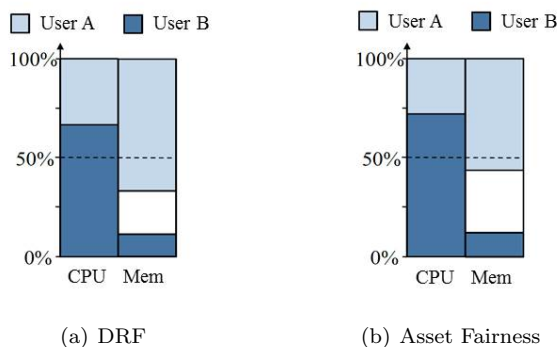 User A User B
100%
50%
0%
CPU Mem
(a) DRF
User A User B
100%
50%
0%
CPU Mem
(b) Asset Fairness